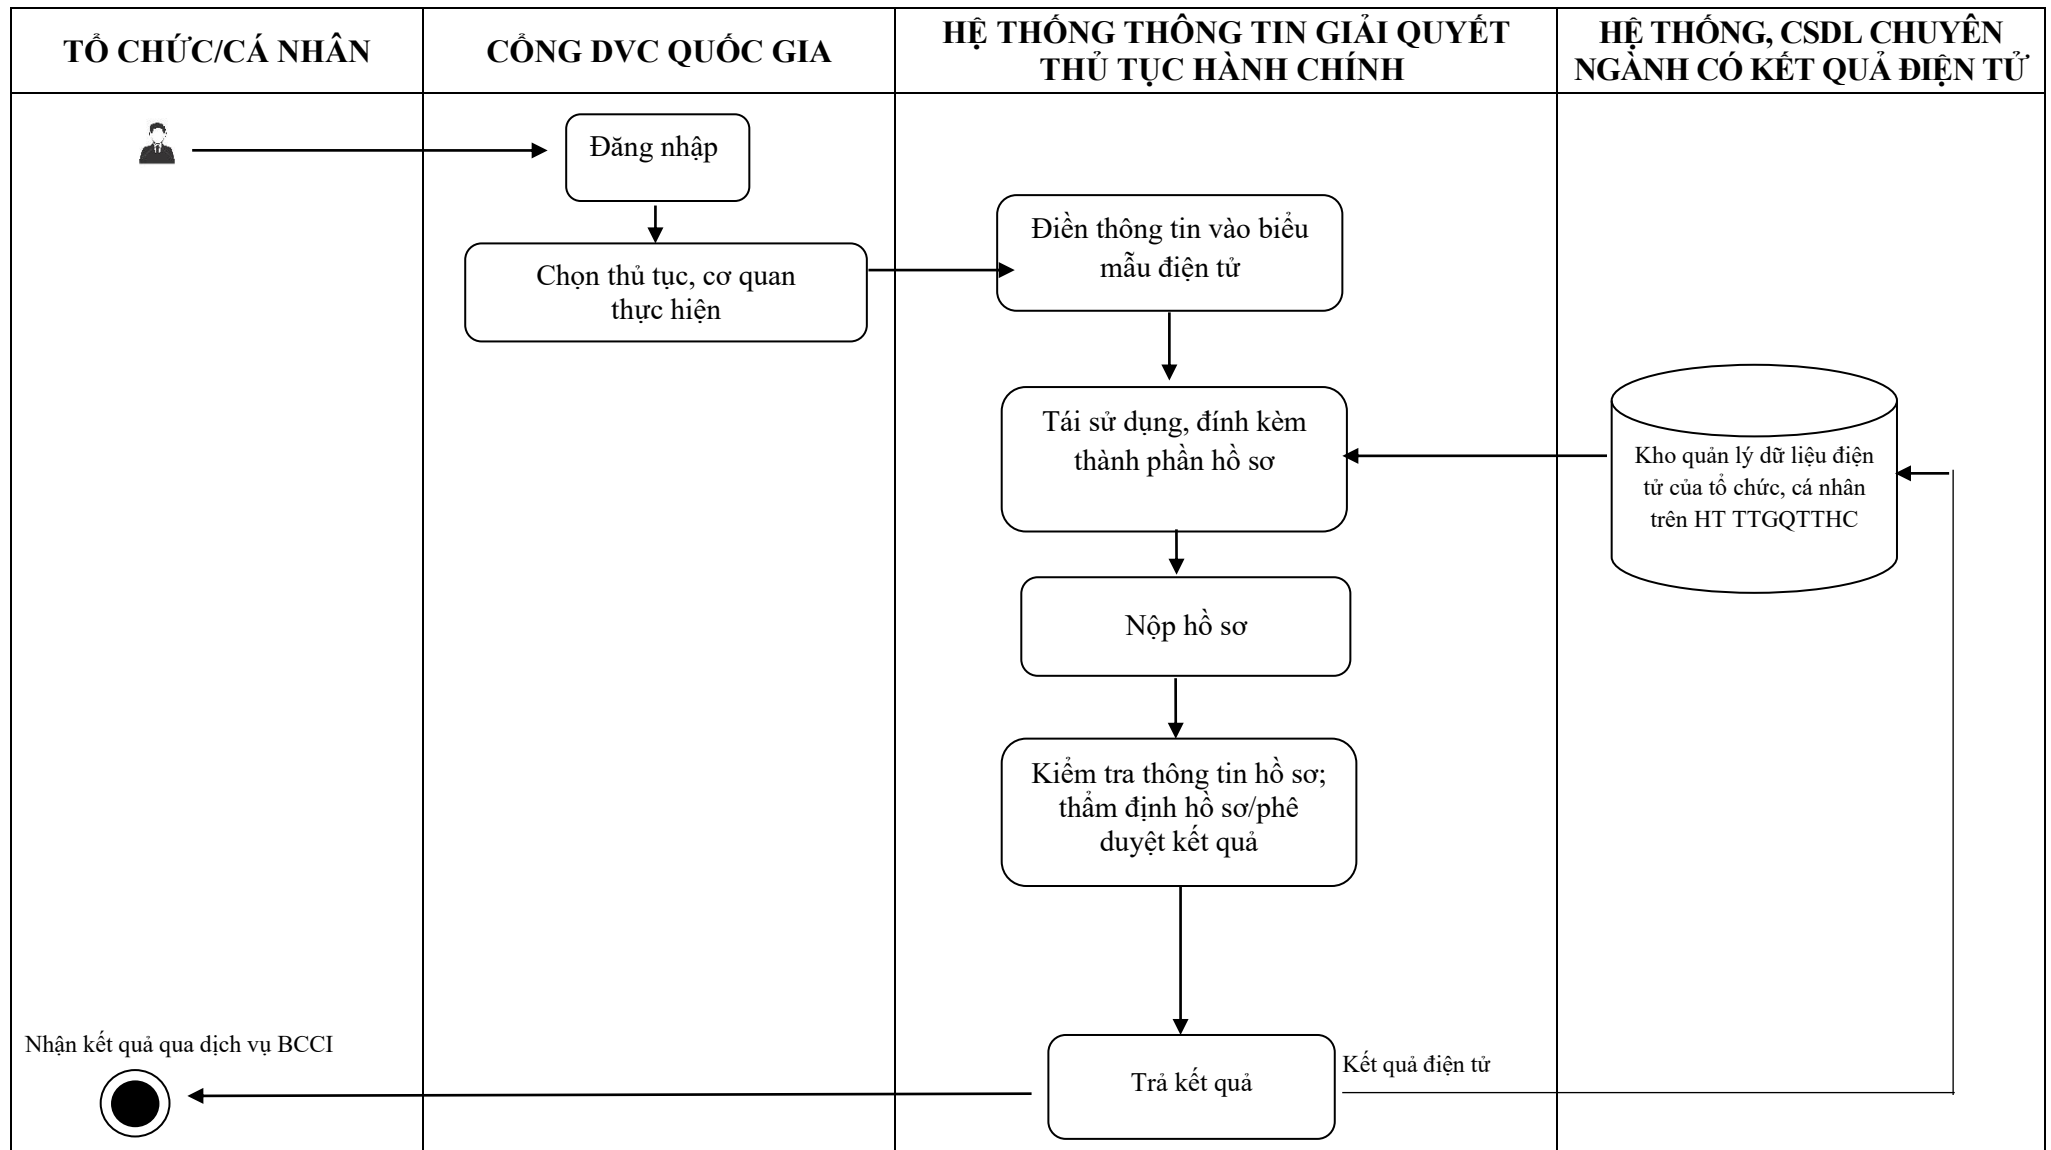 TỔ CHỨC/CÁ NHÂN
CỔNG DVC QUỐC GIA
HỆ THỐNG THÔNG TIN GIẢI QUYẾT
THỦ TỤC HÀNH CHÍNH
HỆ THỐNG, CSDL CHUYÊN
NGÀNH CÓ KẾT QUẢ ĐIỆN TỬ
Đăng nhập
Chọn thủ tục, cơ quan
thực hiện
Điền thông tin vào biểu
mẫu điện tử
Tái sử dụng, đính kèm
thành phần hồ sơ
Kho quản lý dữ liệu điện
tử của tổ chức, cá nhân
trên HT TTGQTTHC
Nộp hồ sơ
Kiểm tra thông tin hồ sơ;
thẩm định hồ sơ/phê
duyệt kết quả
Nhận kết quả qua dịch vụ BCCI
Trả kết quả
Kết quả điện tử